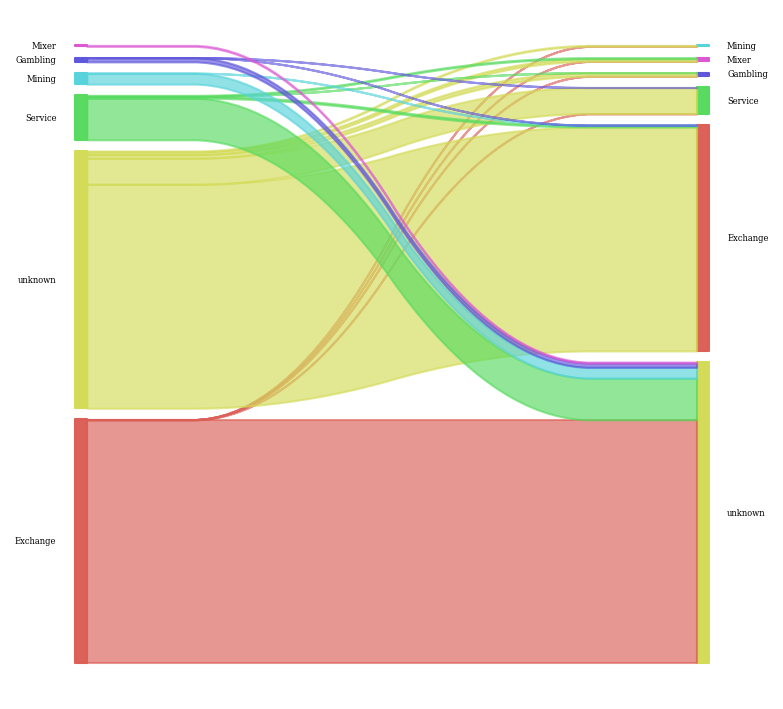 Mixer
Gambling
Mining
Service
unknown
Exchange
Mining
Mixer
Gambling
Service
Exchange
unknown